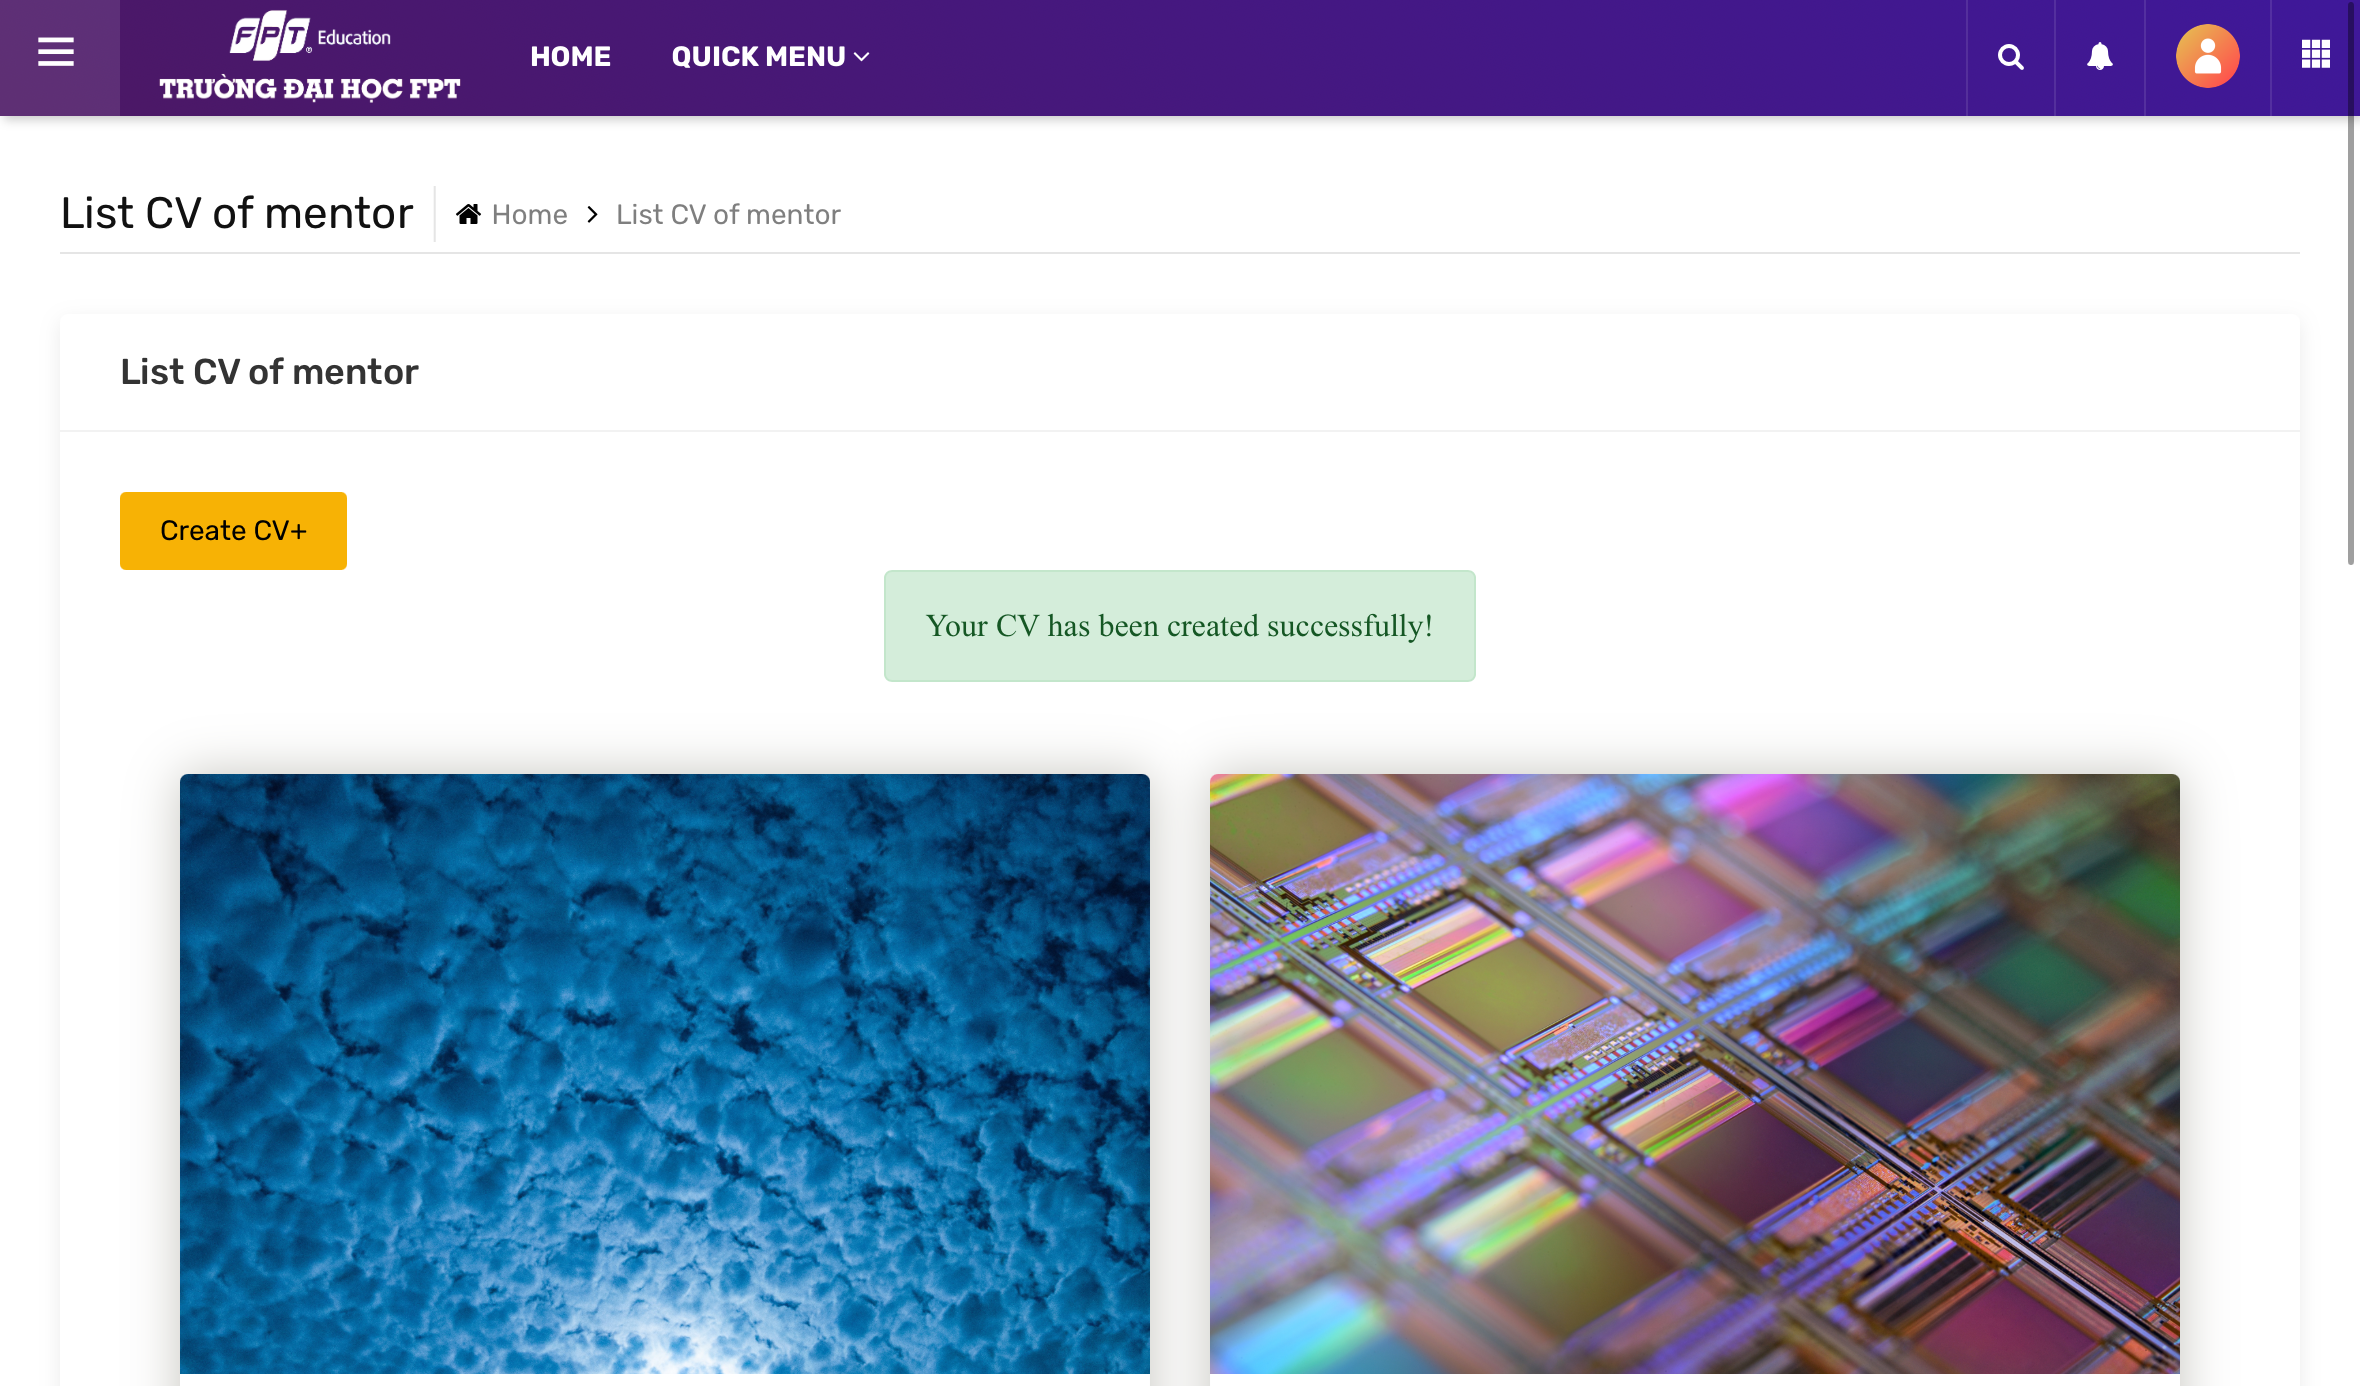 FPT Education
TRƯỜNG ĐẠI HỌC FPT
HOME
QUICK MENU
List CV of mentor
Home
List CV of mentor
List CV of mentor
Create CV+
Your CV has been created successfully!